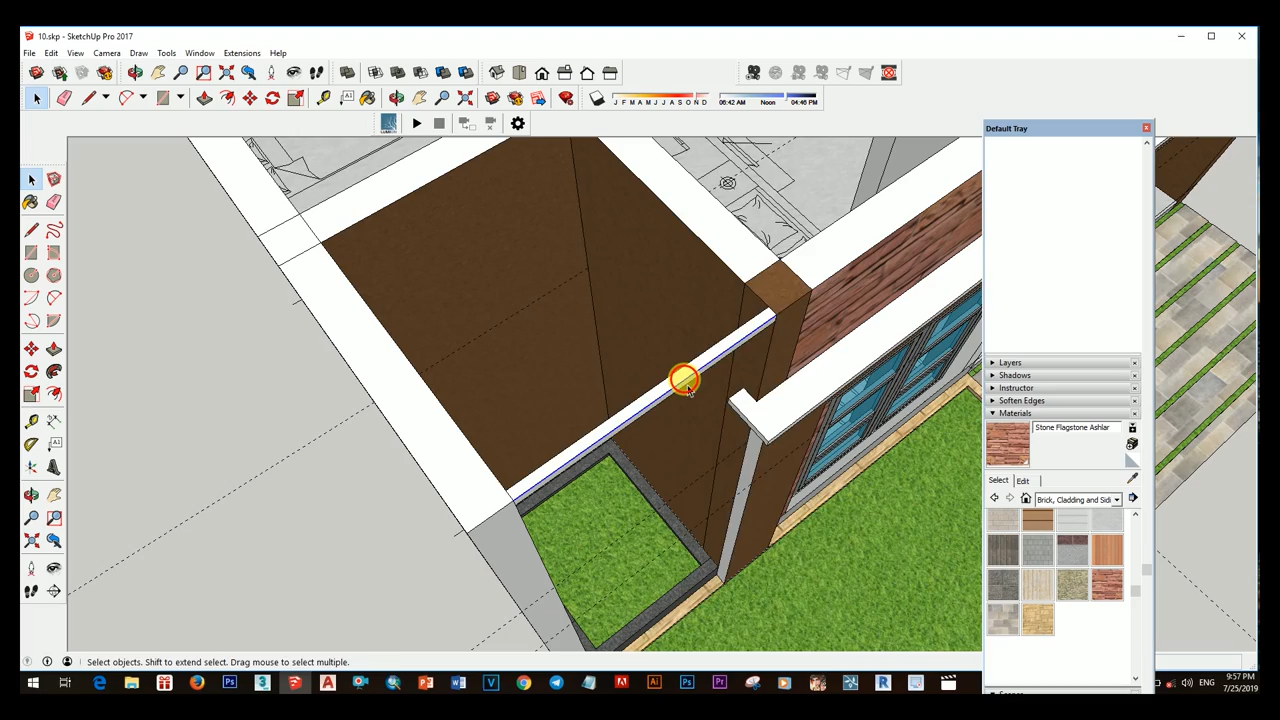 10.skp - SketchUp Pro 2017
File Edit View Camera Draw Tools Window Extensions Help
J F M A M J J A S O N D 06:42 AM Noon 04:46 PM
LUMION
Default Tray
Layers
Shadows
Instructor
Soften Edges
Materials
Stone Flagstone Ashlar
Select Edit
Brick, Cladding and Sidi
Select objects. Shift to extend select. Drag mouse to select multiple.
ENG
9:57 PM
7/25/2019